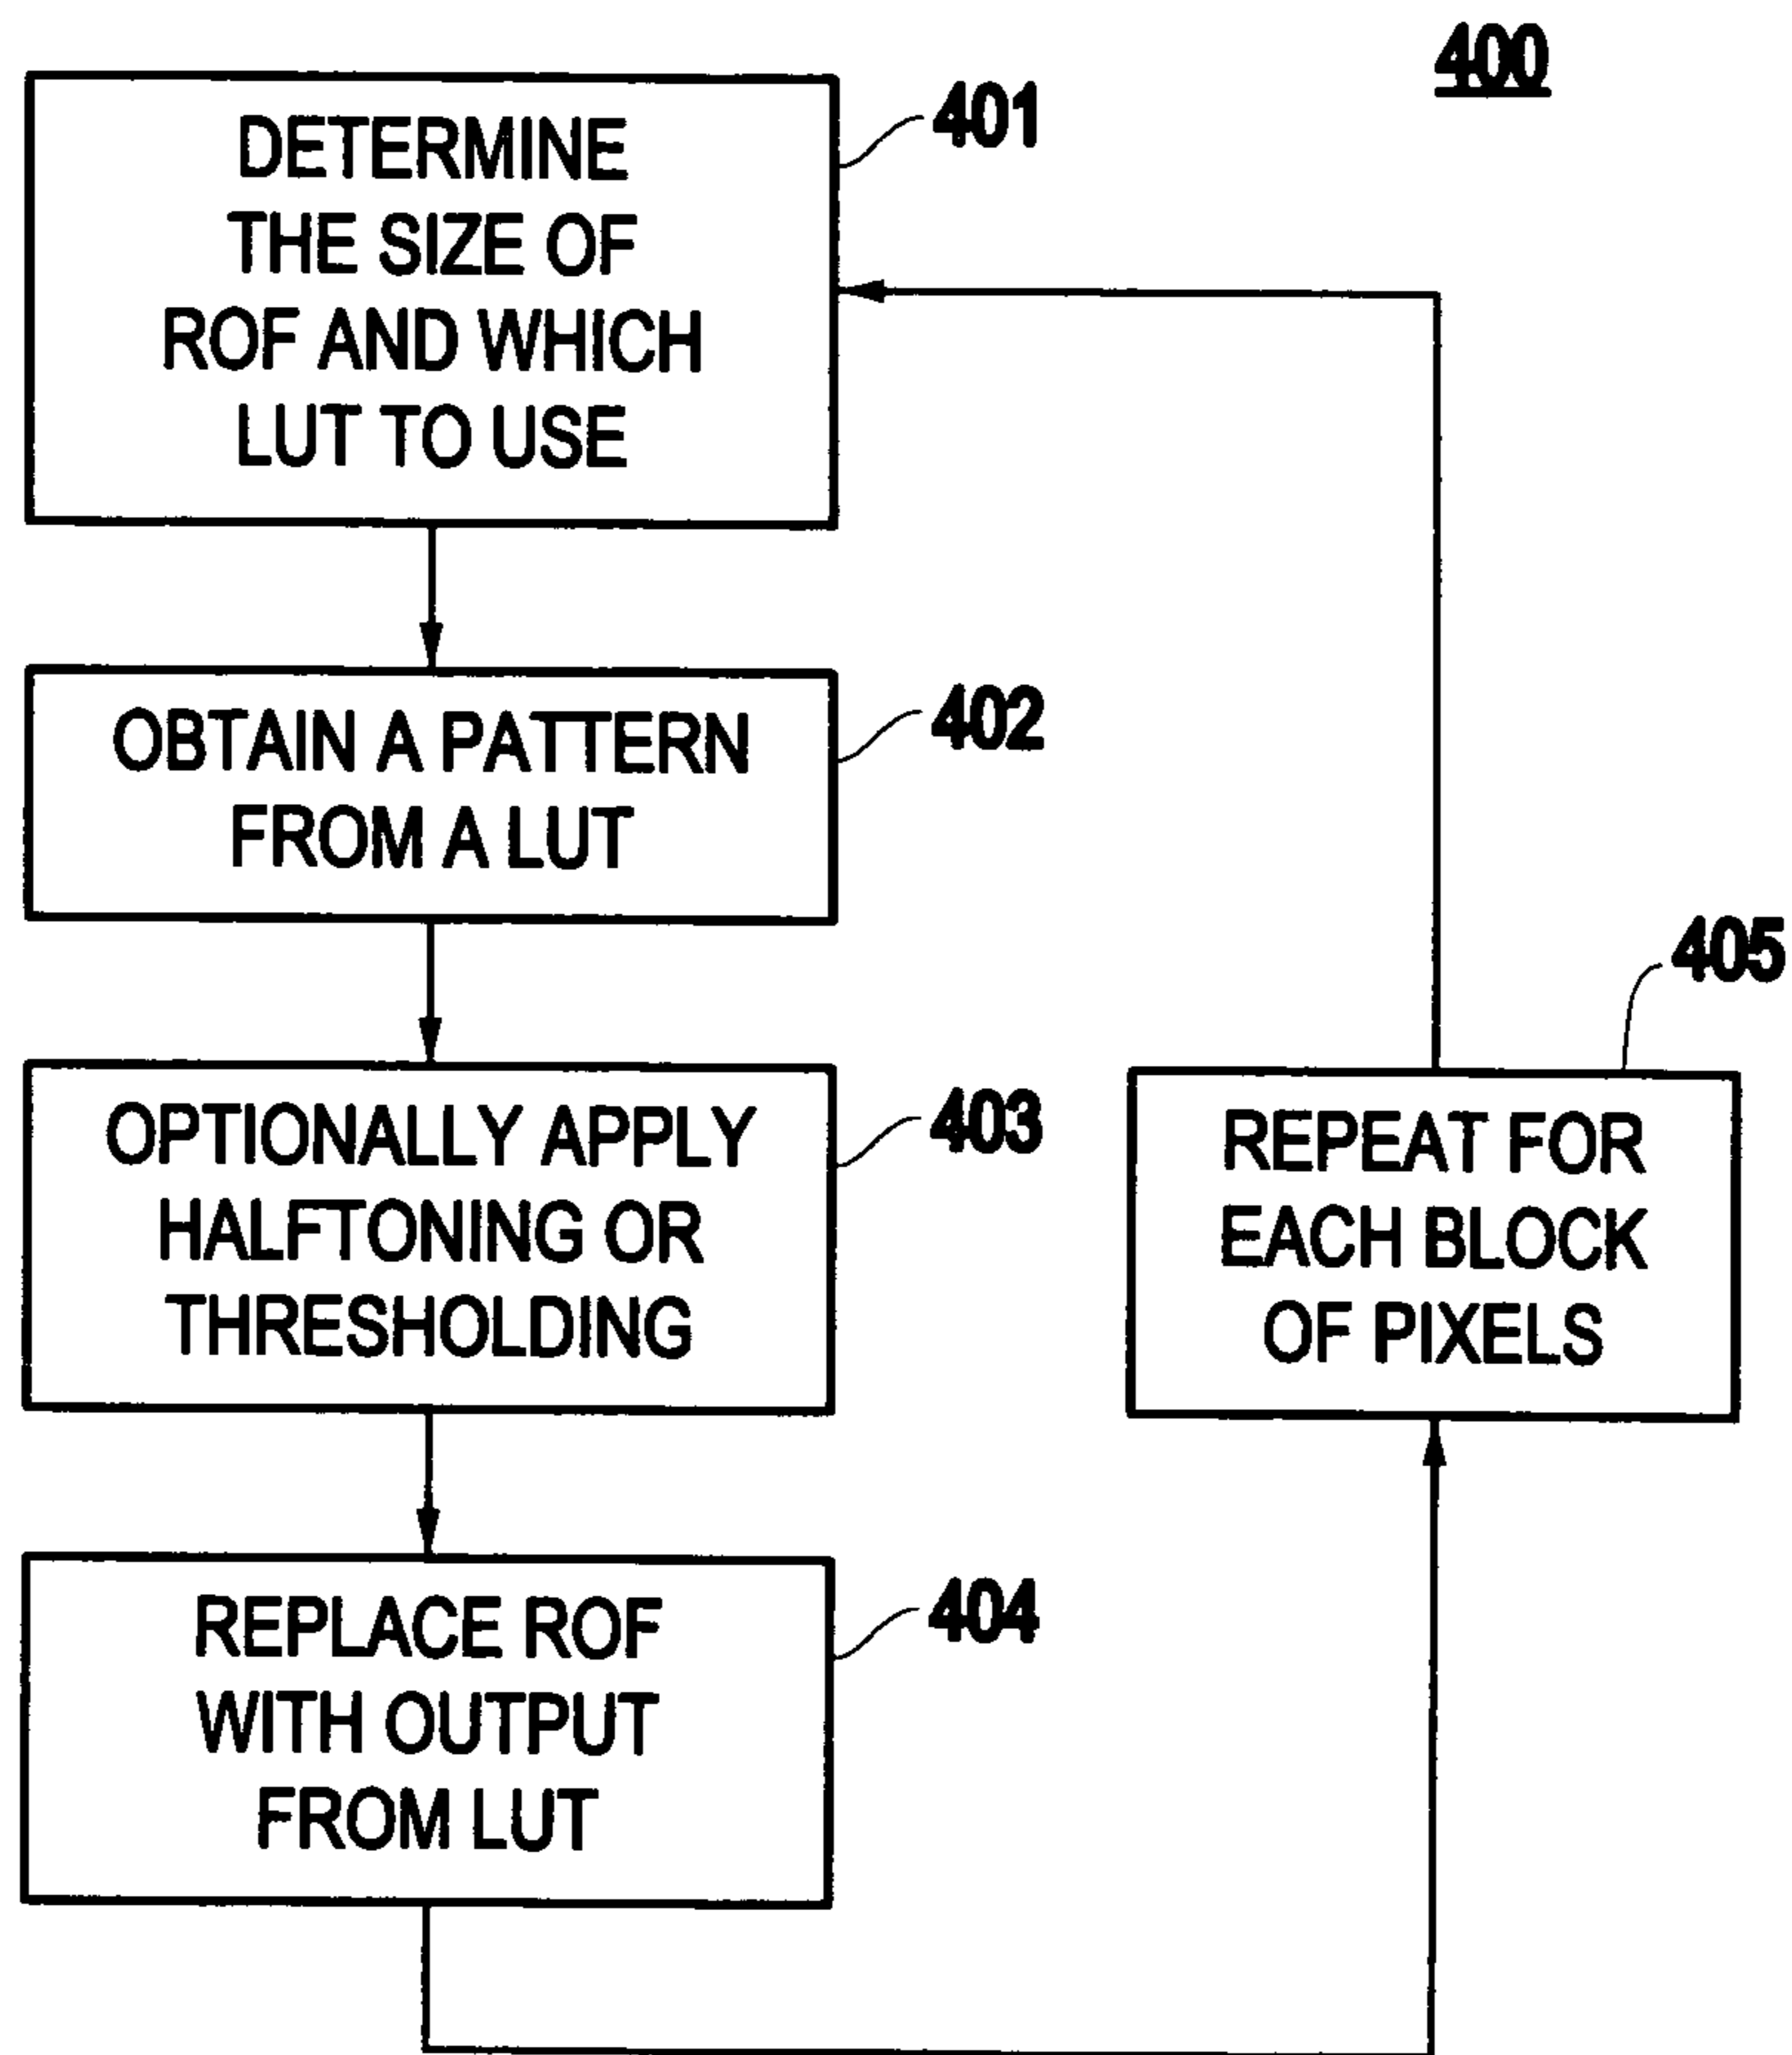 400
401
DETERMINE
THE SIZE OF
ROF AND WHICH
LUT TO USE
402
OBTAIN A PATTERN
FROM A LUT
403
OPTIONALLY APPLY
HALFTONING OR
THRESHOLDING
404
REPLACE ROF
WITH OUTPUT
FROM LUT
405
REPEAT FOR
EACH BLOCK
OF PIXELS